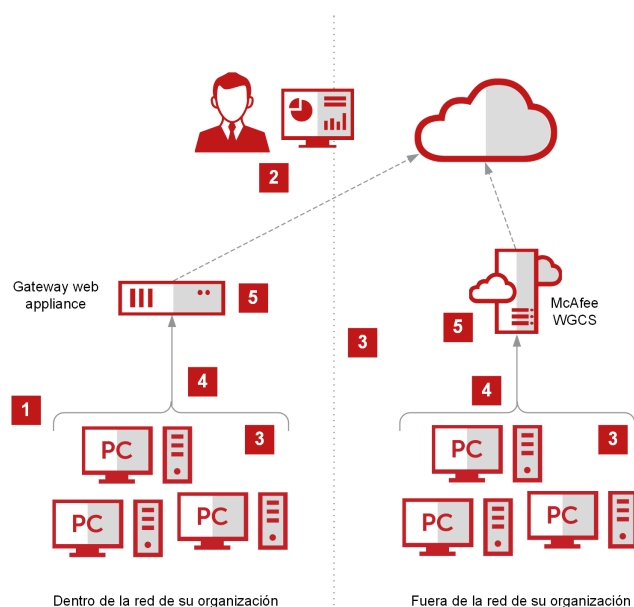 2
Gateway web
appliance
5
McAfee
WGCS
5
3
4
4
1
3
3
PC
PC
PC
PC
PC
PC
Dentro de la red de su organización
Fuera de la red de su organización